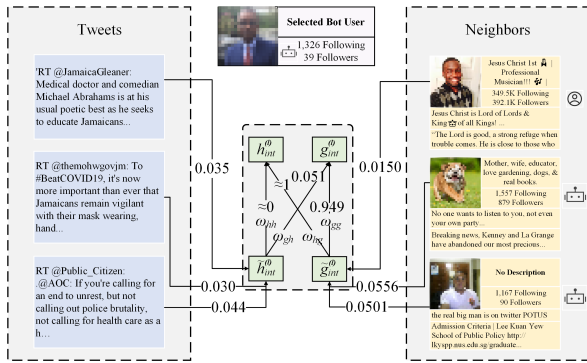 Tweets
'RT @JamaicaGleaner:
Medical doctor and comedian
Michael Abrahams is at his
usual poetic best as he seeks
to educate Jamaicans...
RT @themohwgovjm: To
#BeatCOVID19, it's now
more important than ever that
Jamaicans remain vigilant
with their mask wearing,
hand...
RT @Public_Citizen:
.@AOC: If you're calling for
an end to unrest, but not
calling out police brutality,
not calling for health care as a
h…
Selected Bot User
1,326 Following
39 Followers
0.035
0.030
0.044
h_int^(l) g_int^(l)
≈1 0.051
≈0 0.949
ω_hh ω_gh ω_hg ω_gg
h̃_int^(l) g̃_int^(l)
0.0150
0.0556
0.0501
Neighbors
Jesus Christ 1st |
Professional
Musician!!! |
349.5K Following
392.1K Followers
Jesus Christ is Lord of Lords &
King of all Kings! ...
“The Lord is good, a strong refuge when
trouble comes. He is close to those who
Mother, wife, educator,
love gardening, dogs, &
real books.
1,557 Following
879 Followers
No one wants to listen to you, not even
your own party...
Breaking news, Kenney and La Grange
have abandoned our most precious...
No Description
1,167 Following
90 Followers
the real big man is on twitter POTUS
Admission Criteria | Lee Kuan Yew
School of Public Policy http://
lkyspp.nus.edu.sg/graduate...